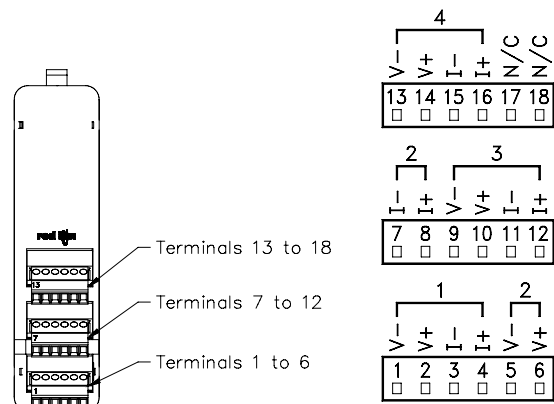 4
V- V+ I- I+ N/C N/C
13 14 15 16 17 18
2 3
I- I+ V- V+ I- I+
7 8 9 10 11 12
1 2
V- V+ I- I+ V- V+
1 2 3 4 5 6
red lion
13
Terminals 13 to 18
7
Terminals 7 to 12
1
Terminals 1 to 6